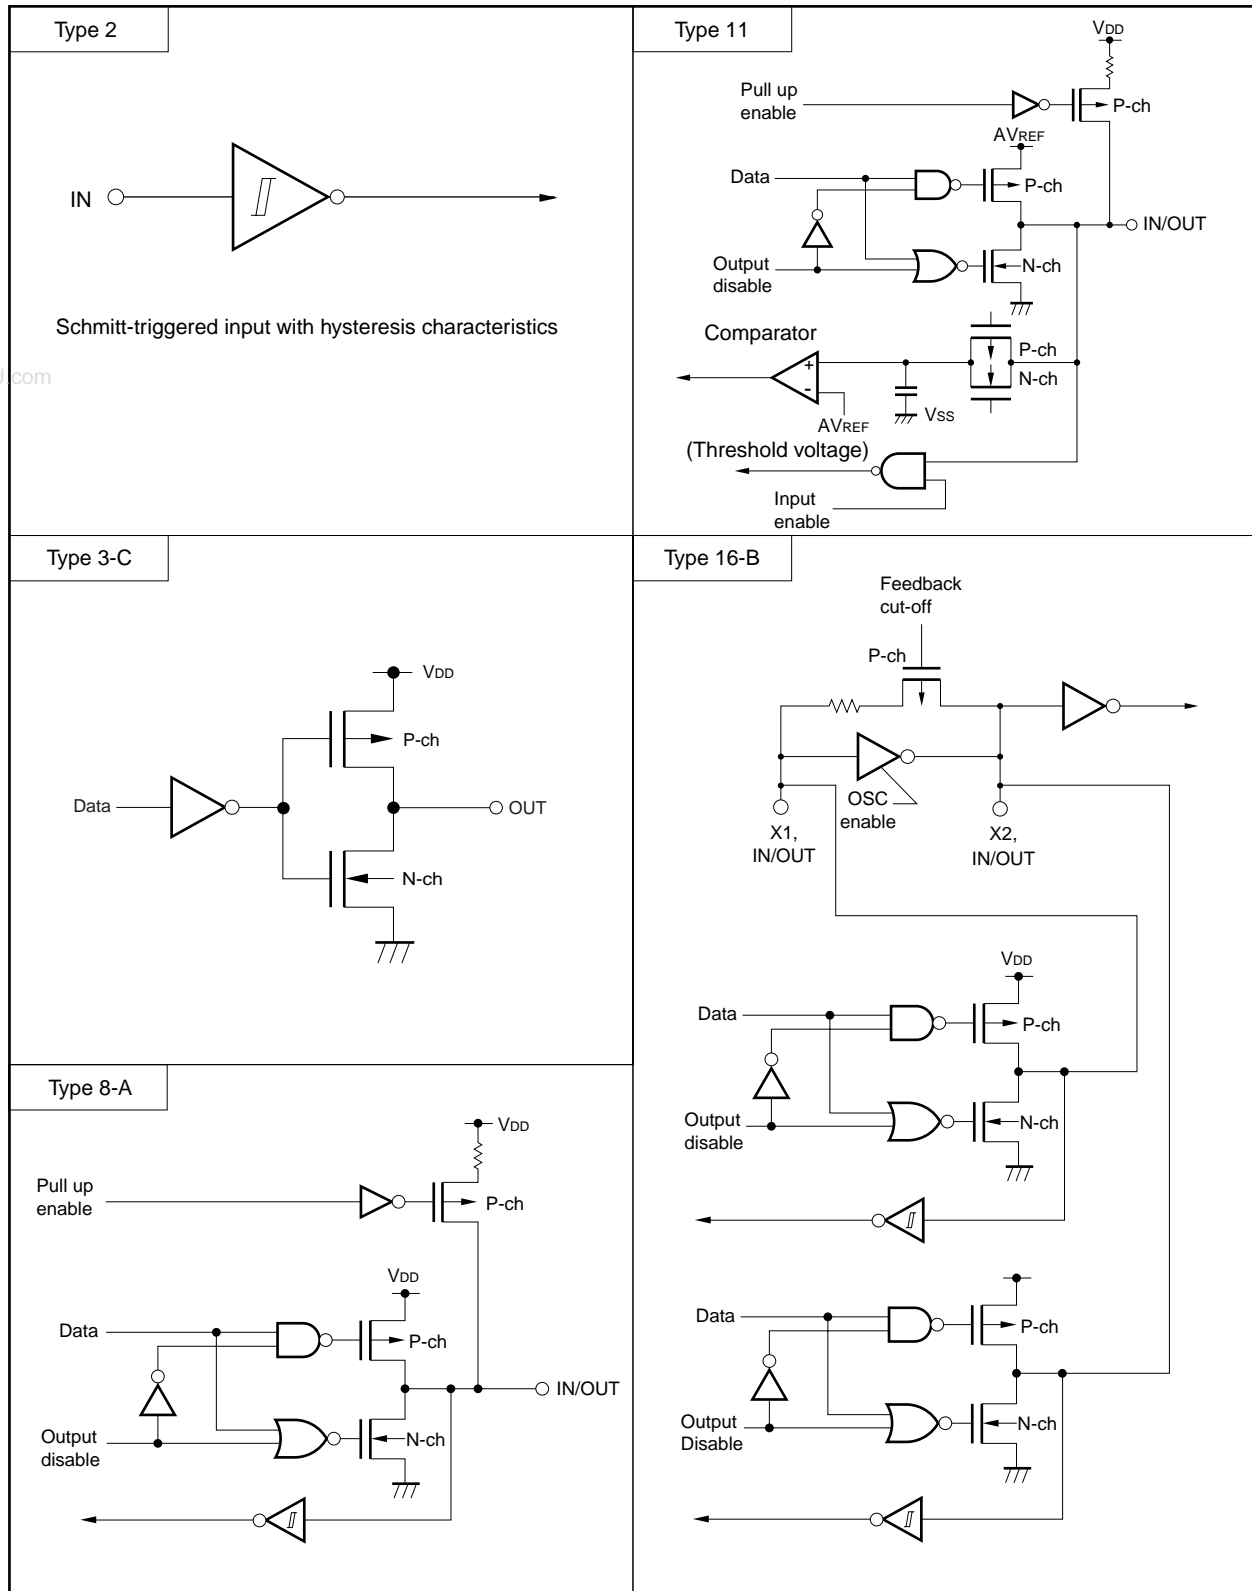 Type 2
IN
Schmitt-triggered input with hysteresis characteristics
J.com
Type 11
VDD
Pull up
enable
P-ch
AVREF
Data
P-ch
IN/OUT
Output
disable
N-ch
Comparator
P-ch
N-ch
+
-
VSS
AVREF
(Threshold voltage)
Input
enable
Type 3-C
VDD
P-ch
Data
OUT
N-ch
Type 16-B
Feedback
cut-off
P-ch
OSC
enable
X1,
IN/OUT
X2,
IN/OUT
VDD
Data
P-ch
Output
disable
N-ch
Data
P-ch
Output
Disable
N-ch
Type 8-A
VDD
Pull up
enable
P-ch
VDD
Data
P-ch
IN/OUT
Output
disable
N-ch